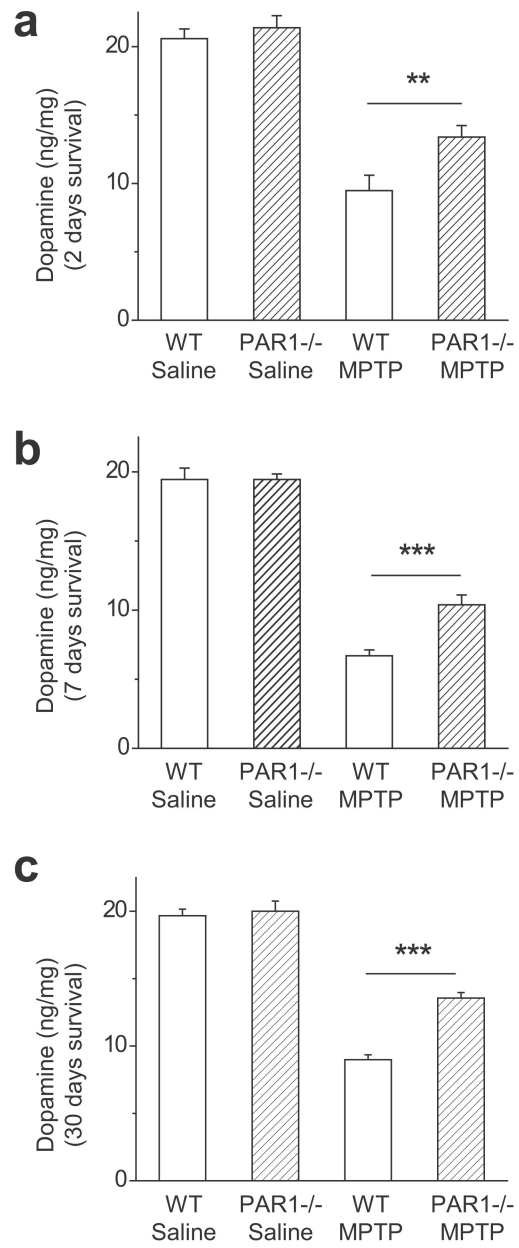 a
Dopamine (ng/mg)
(2 days survival)
20
10
0
**
WT
Saline
PAR1-/-
Saline
WT
MPTP
PAR1-/-
MPTP
b
Dopamine (ng/mg)
(7 days survival)
20
10
0
***
WT
Saline
PAR1-/-
Saline
WT
MPTP
PAR1-/-
MPTP
c
Dopamine (ng/mg)
(30 days survival)
20
10
0
***
WT
Saline
PAR1-/-
Saline
WT
MPTP
PAR1-/-
MPTP